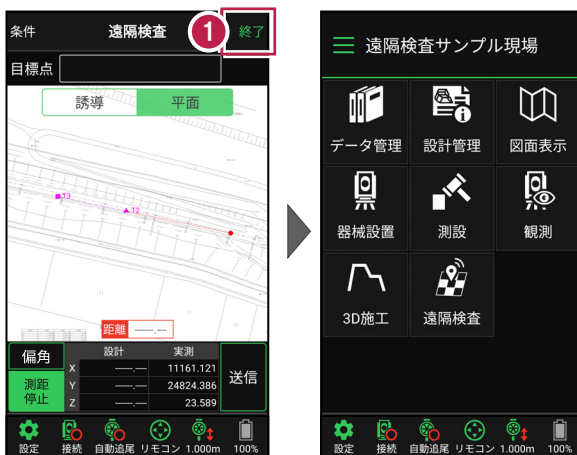 条件 遠隔検査 1 終了
目標点
誘導 平面
T3
T2
距離 -----.---
偏角 設計 実測
X -----.--- 11161.121
測距停止 Y -----.--- 24824.386 送信
Z -----.--- 23.589
設定 接続 自動追尾 リモコン 1.000m 100%
遠隔検査サンプル現場
データ管理 設計管理 図面表示
器械設置 測設 観測
3D施工 遠隔検査
設定 接続 自動追尾 リモコン 1.000m 100%